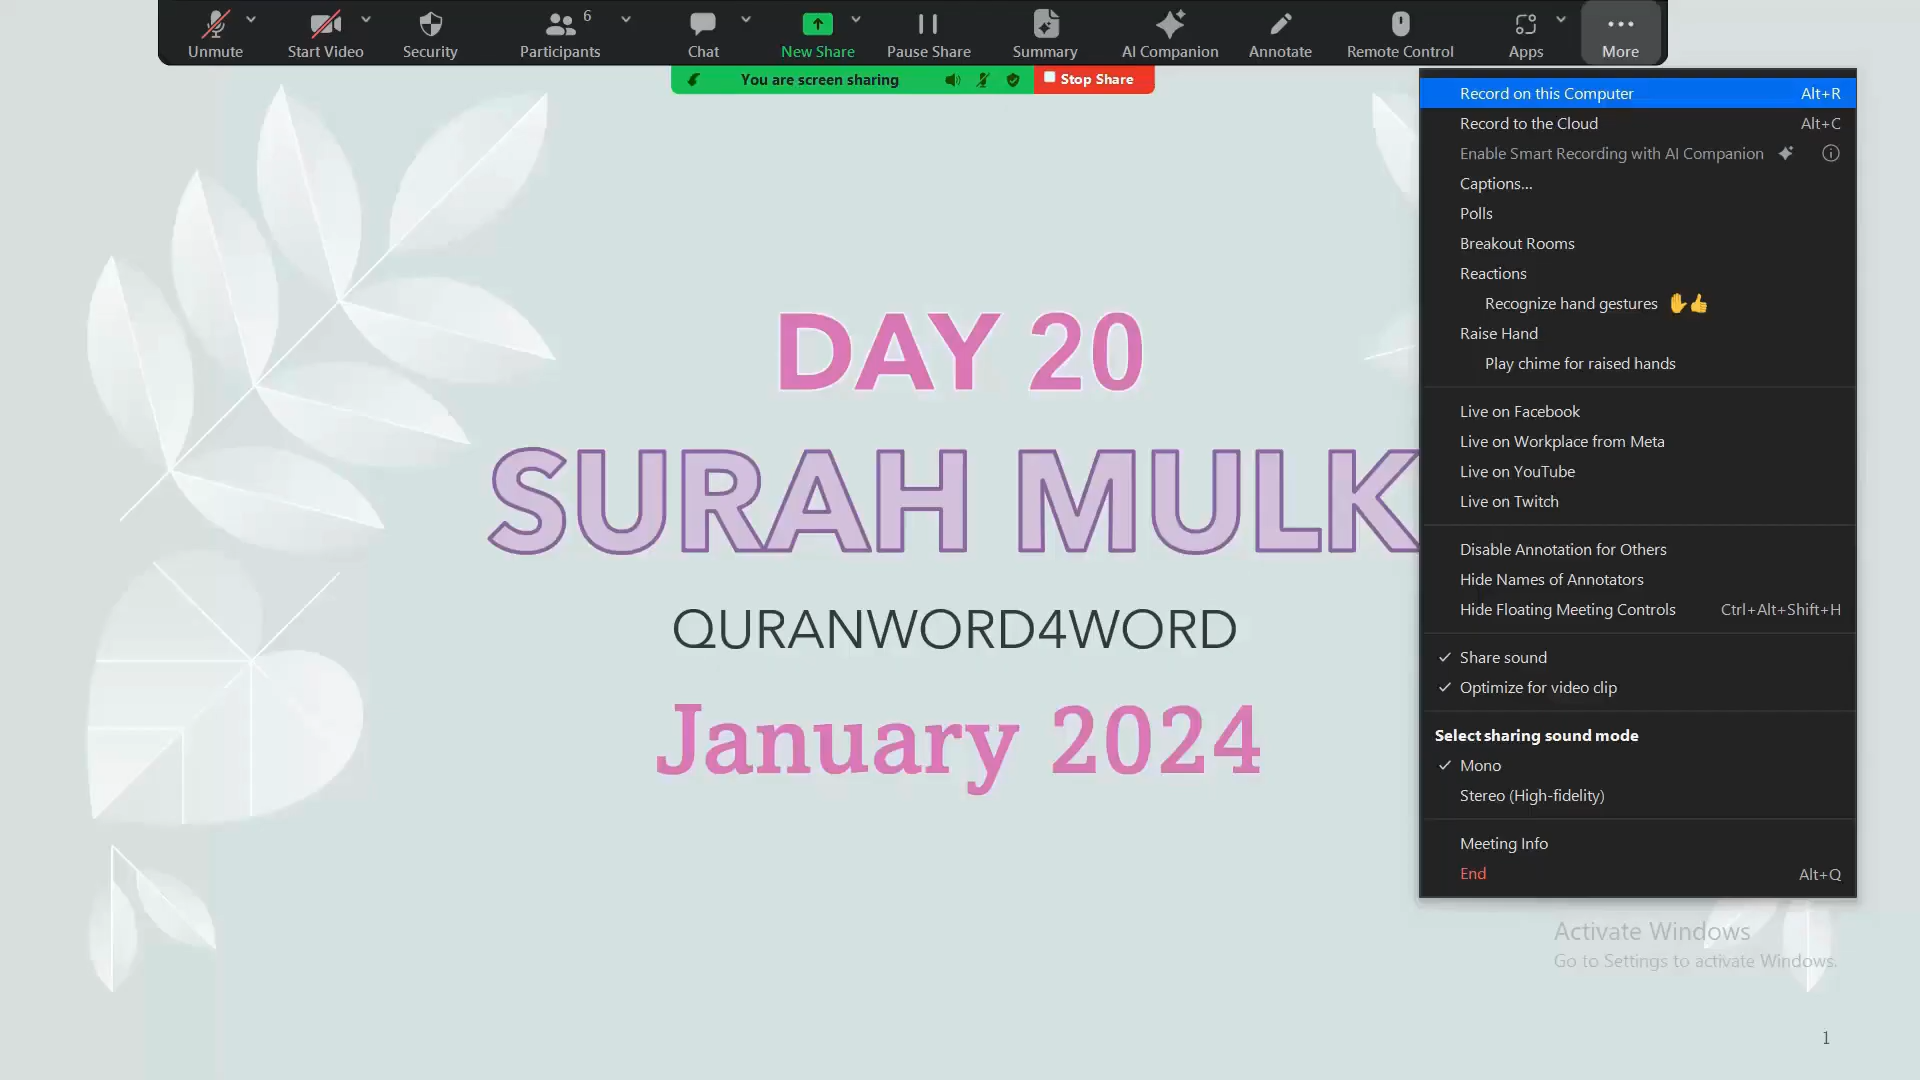 Unmute
Start Video
Security
Participants 6
Chat
New Share
Pause Share
Summary
AI Companion
Annotate
Remote Control
Apps
More
You are screen sharing
Stop Share
Record on this Computer Alt+R
Record to the Cloud Alt+C
Enable Smart Recording with AI Companion
Captions...
Polls
Breakout Rooms
Reactions
Recognize hand gestures
Raise Hand
Play chime for raised hands
Live on Facebook
Live on Workplace from Meta
Live on YouTube
Live on Twitch
Disable Annotation for Others
Hide Names of Annotators
Hide Floating Meeting Controls Ctrl+Alt+Shift+H
Share sound
Optimize for video clip
Select sharing sound mode
Mono
Stereo (High-fidelity)
Meeting Info
End Alt+Q
DAY 20
SURAH MULK
QURANWORD4WORD
January 2024
Activate Windows
Go to Settings to activate Windows.
1